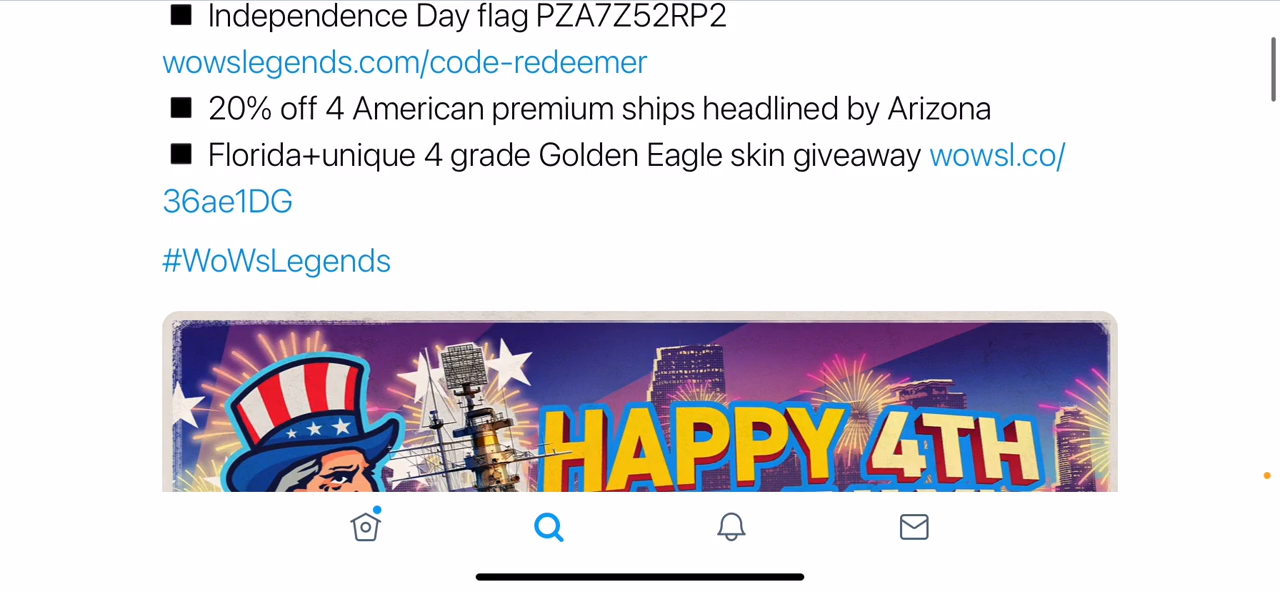 ■ Independence Day flag PZA7Z52RP2
wowslegends.com/code-redeemer
■ 20% off 4 American premium ships headlined by Arizona
■ Florida+unique 4 grade Golden Eagle skin giveaway wowsl.co/
36ae1DG
#WoWsLegends
HAPPY 4TH